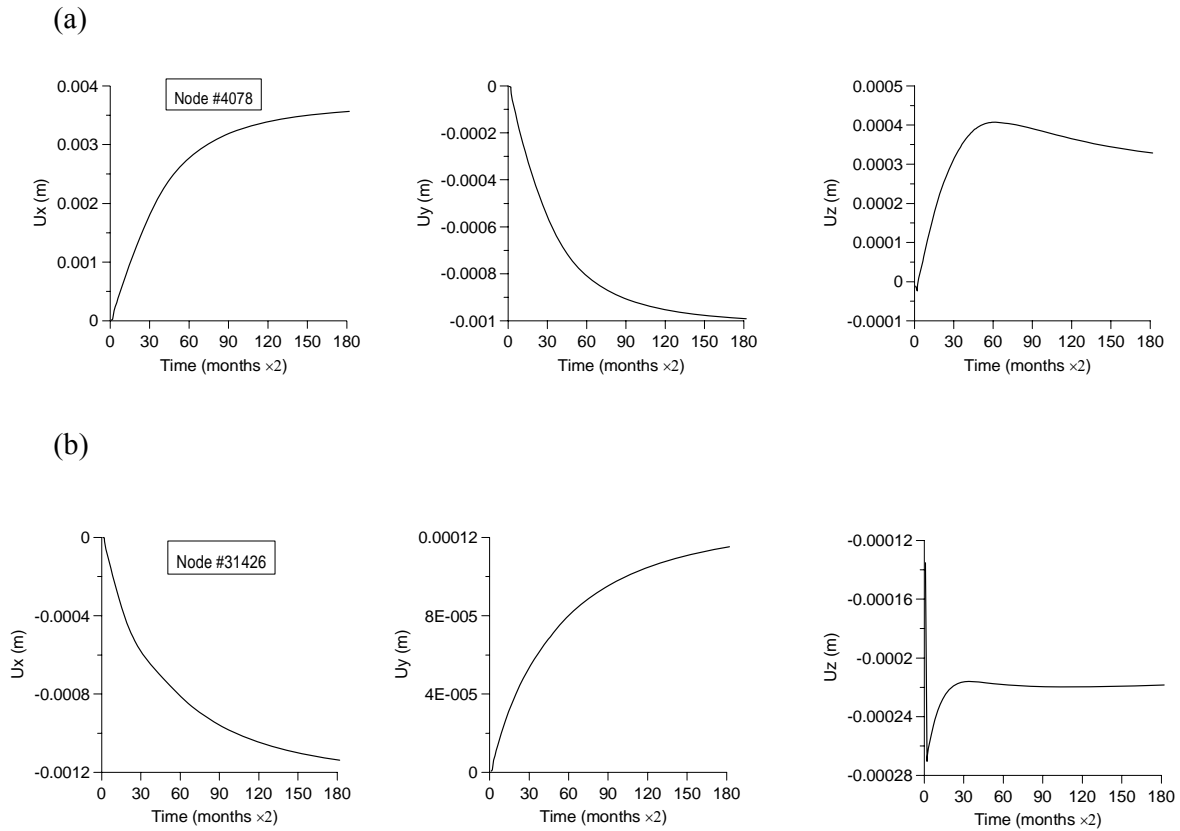 (a)
Node #4078
0.004
0.003
0.002
0.001
0
Ux (m)
0 30 60 90 120 150 180
Time (months ×2)
0
-0.0002
-0.0004
-0.0006
-0.0008
-0.001
Uy (m)
0 30 60 90 120 150 180
Time (months ×2)
0.0005
0.0004
0.0003
0.0002
0.0001
0
-0.0001
Uz (m)
0 30 60 90 120 150 180
Time (months ×2)
(b)
Node #31426
0
-0.0004
-0.0008
-0.0012
Ux (m)
0 30 60 90 120 150 180
Time (months ×2)
0.00012
8E-005
4E-005
0
Uy (m)
0 30 60 90 120 150 180
Time (months ×2)
-0.00012
-0.00016
-0.0002
-0.00024
-0.00028
Uz (m)
0 30 60 90 120 150 180
Time (months ×2)